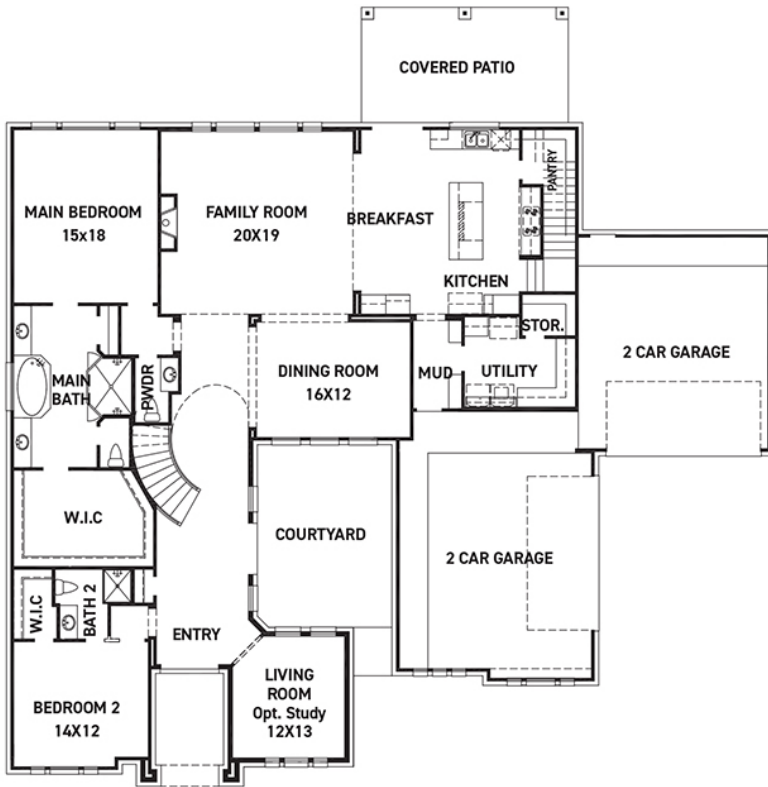 COVERED PATIO
PANTRY
MAIN BEDROOM
15x18
FAMILY ROOM
20X19
BREAKFAST
KITCHEN
STOR.
2 CAR GARAGE
MAIN
BATH
PWDR
DINING ROOM
16X12
MUD
UTILITY
W.I.C
COURTYARD
2 CAR GARAGE
W.I.C
BATH 2
ENTRY
BEDROOM 2
14X12
LIVING
ROOM
Opt. Study
12X13